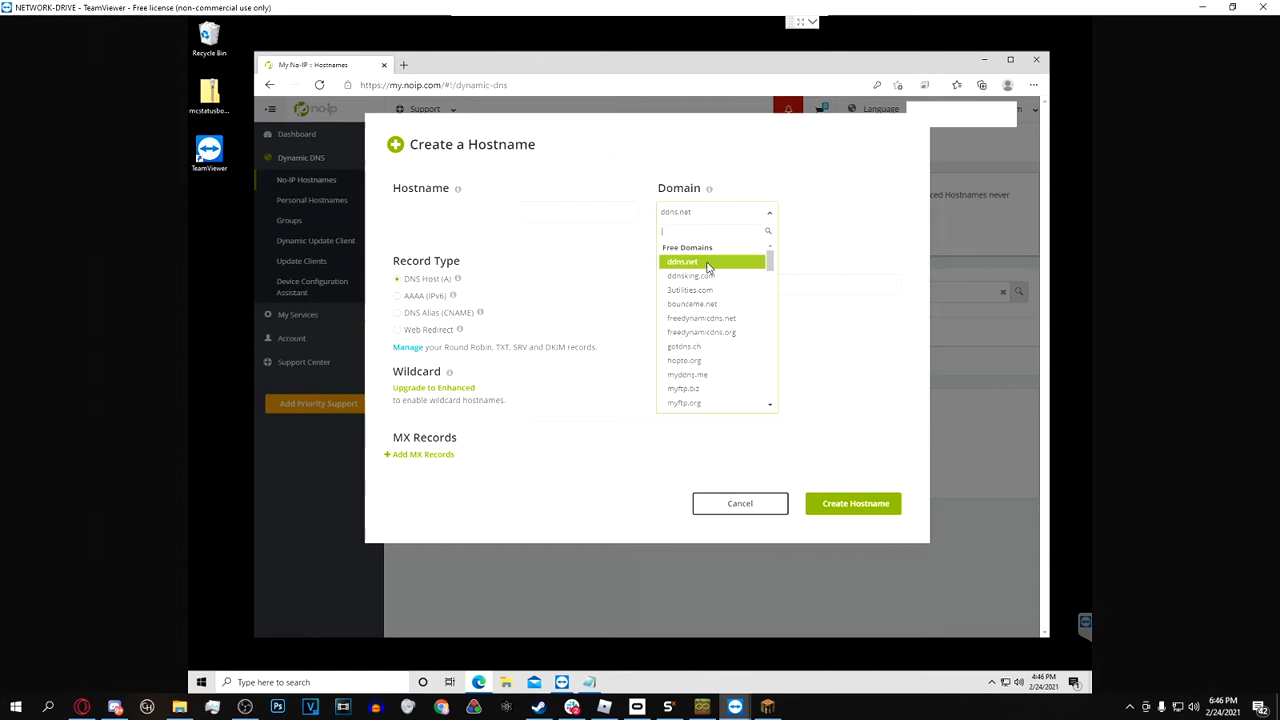 NETWORK-DRIVE - TeamViewer - Free license (non-commercial use only)
Recycle Bin
mcstatusbo...
TeamViewer
My No-IP :: Hostnames
https://my.noip.com/#!/dynamic-dns
no-ip
Support
Language
Dashboard
Dynamic DNS
No-IP Hostnames
Personal Hostnames
Groups
Dynamic Update Client
Update Clients
Device Configuration
Assistant
My Services
Account
Support Center
Add Priority Support
Create a Hostname
Hostname
Domain
ddns.net
Free Domains
ddns.net
ddnsking.com
3utilities.com
bounceme.net
freedynamicdns.net
freedynamicdns.org
gotdns.ch
hopto.org
myddns.me
myftp.biz
myftp.org
Record Type
DNS Host (A)
AAAA (IPv6)
DNS Alias (CNAME)
Web Redirect
Manage your Round Robin, TXT, SRV and DKIM records.
Wildcard
Upgrade to Enhanced
to enable wildcard hostnames.
MX Records
+ Add MX Records
Cancel
Create Hostname
ced Hostnames never
Type here to search
4:46 PM
2/24/2021
6:46 PM
2/24/2021